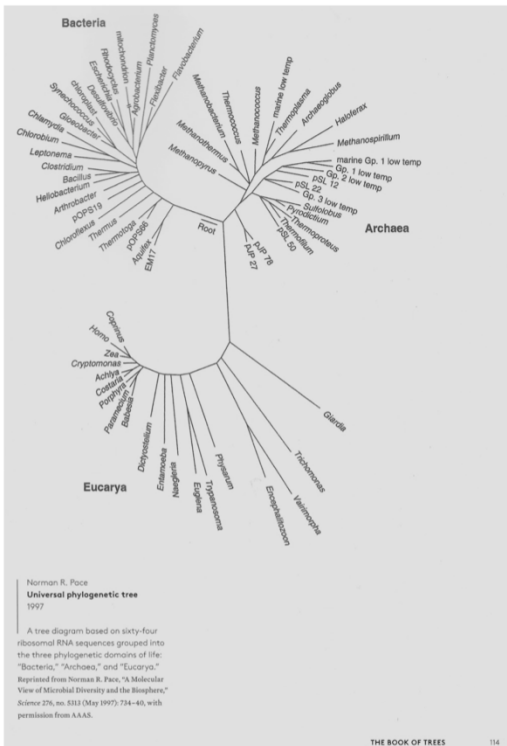 Bacteria
Planctomyces
Flavobacterium
Flexibacter
Agrobacterium
mitochondrion
Rhodocyclus
Escherichia
Desulfovibrio
chloroplast
Synechococcus
Gloeobacter
Chlamydia
Chlorobium
Leptonema
Clostridium
Bacillus
Heliobacterium
Arthrobacter
pOPS19
Chloroflexus
Thermus
Thermotoga
pOPS66
Aquifex
EM17
Root
Methanopyrus
Methanothermus
Methanobacterium
Thermococcus
Methanococcus
marine low temp
Thermoplasma
Archaeoglobus
Haloferax
Methanospirillum
marine Gp. 1 low temp
Gp. 1 low temp
Gp. 2 low temp
pSL 12
pSL 22
Gp. 3 low temp
Sulfolobus
Pyrodictium
Thermoproteus
Thermofilum
pSL 50
pJP 78
pJP 27
Archaea
Coprinus
Homo
Zea
Cryptomonas
Achlya
Costaria
Porphyra
Paramecium
Babesia
Dictyostelium
Entamoeba
Naegleria
Euglena
Trypanosoma
Physarum
Encephalitozoon
Vairimorpha
Trichomonas
Giardia
Eucarya
Norman R. Pace
Universal phylogenetic tree
1997
A tree diagram based on sixty-four
ribosomal RNA sequences grouped into
the three phylogenetic domains of life:
"Bacteria," "Archaea," and "Eucarya."
Reprinted from Norman R. Pace, "A Molecular
View of Microbial Diversity and the Biosphere,"
Science 276, no. 5313 (May 1997): 734–40, with
permission from AAAS.
THE BOOK OF TREES 114